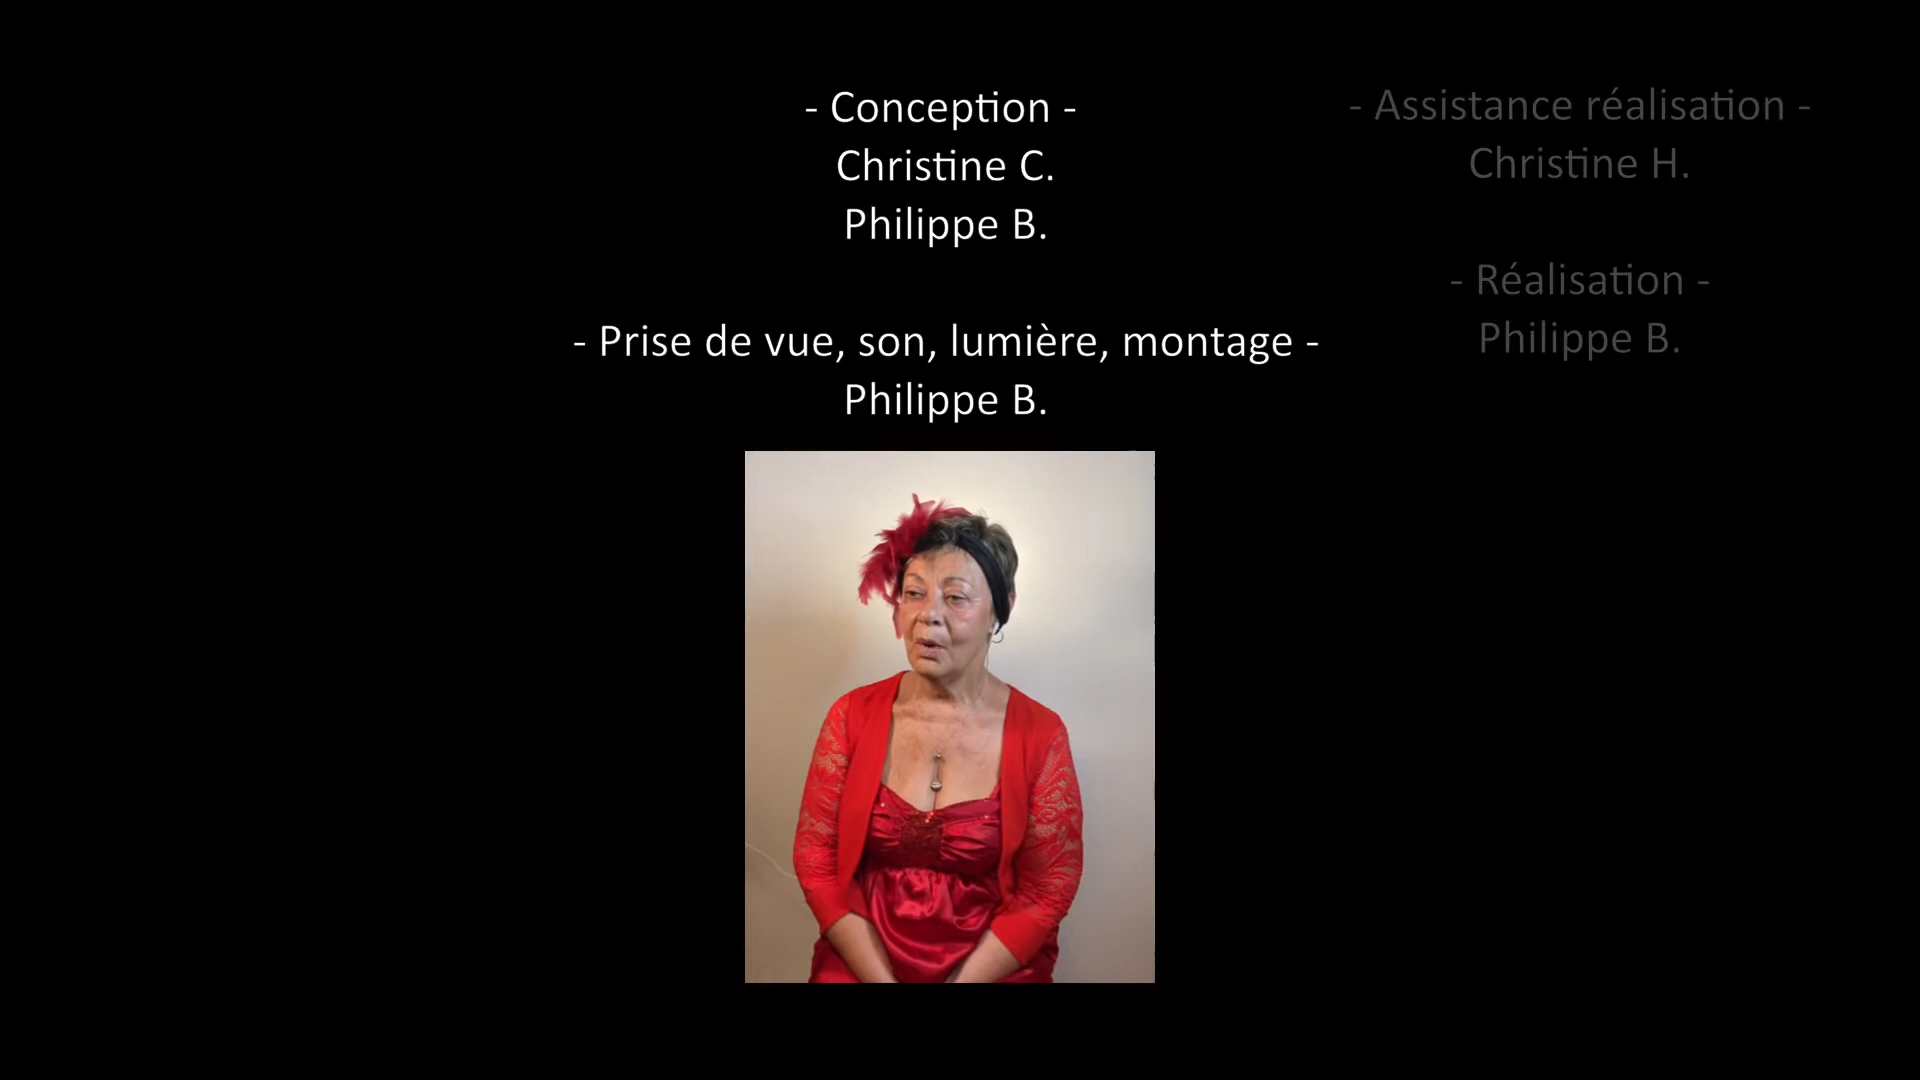 - Conception -
Christine C.
Philippe B.
- Prise de vue, son, lumière, montage -
Philippe B.
- Assistance réalisation -
Christine H.
- Réalisation -
Philippe B.